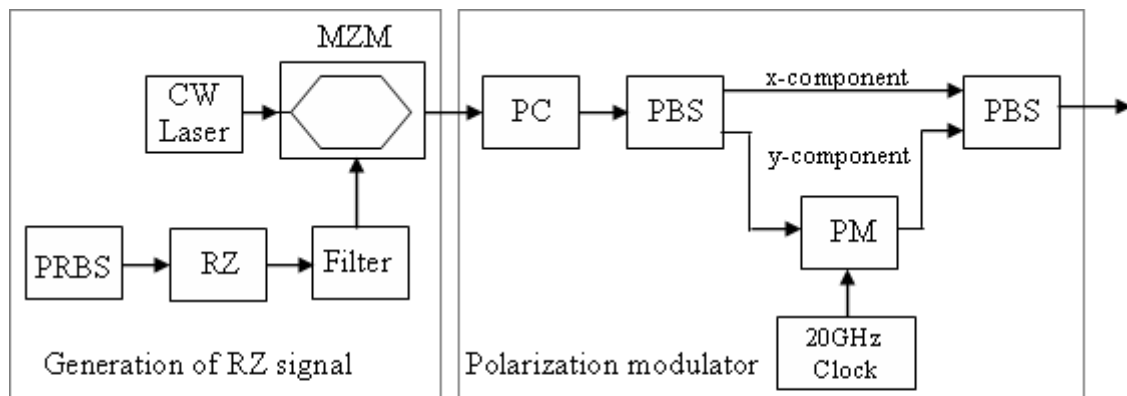 MZM
CW
Laser
PRBS
RZ
Filter
Generation of RZ signal
PC
PBS
x-component
y-component
PBS
PM
20GHz
Clock
Polarization modulator